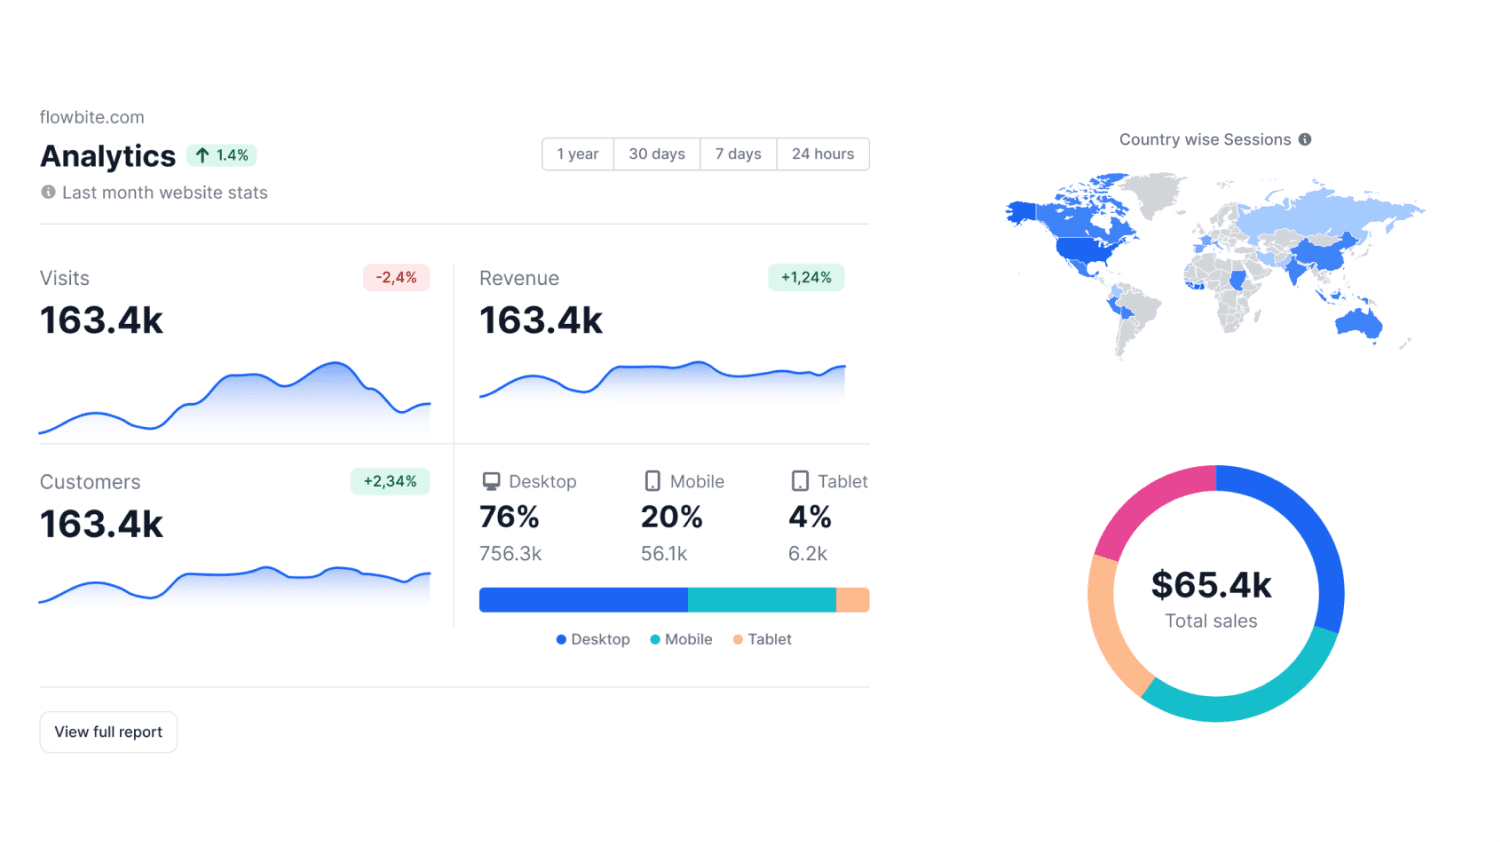 flowbite.com
Analytics 1.4%
Last month website stats
1 year 30 days 7 days 24 hours
Visits -2,4%
163.4k
Revenue +1,24%
163.4k
Customers +2,34%
163.4k
Desktop Mobile Tablet
76% 20% 4%
756.3k 56.1k 6.2k
Desktop Mobile Tablet
View full report
Country wise Sessions
$65.4k
Total sales